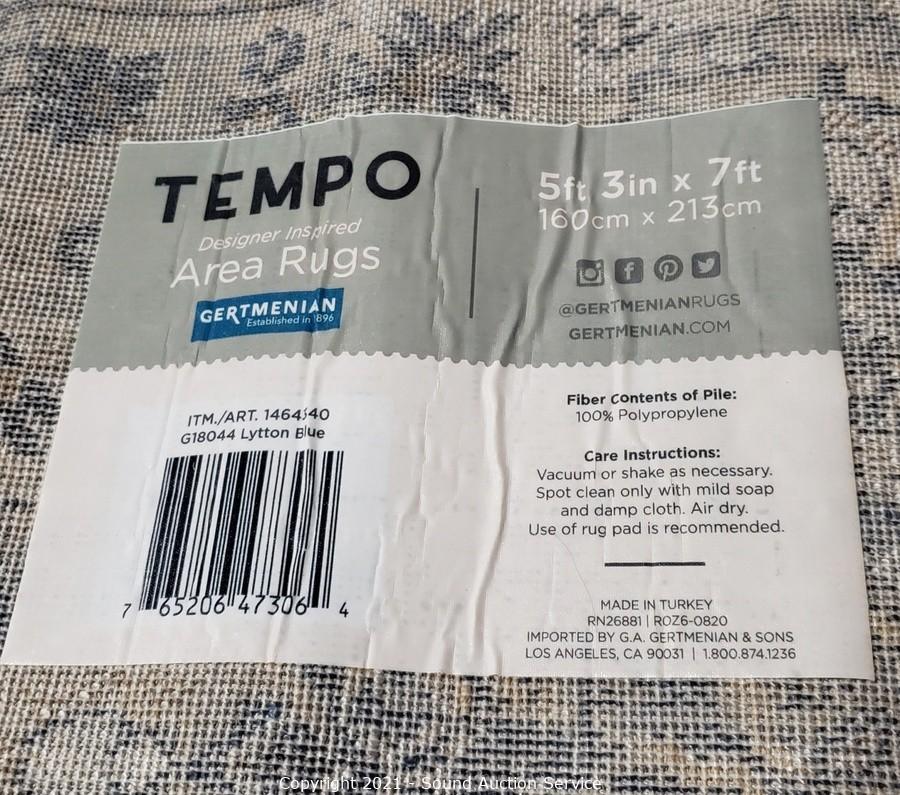 TEMPO
Designer Inspired
Area Rugs
GERTMENIAN
Established in 1896
5ft 3in x 7ft
160cm x 213cm
@GERTMENIANRUGS
GERTMENIAN.COM
ITM./ART.
G18044 Lytton Blue
7 65206 47306 4
Fiber Contents of Pile:
100% Polypropylene
Care Instructions:
Vacuum or shake as necessary.
Spot clean only with mild soap
and damp cloth. Air dry.
Use of rug pad is recommended.
MADE IN TURKEY
RN26881 | ROZ6-0820
IMPORTED BY G.A. GERTMENIAN & SONS
LOS ANGELES, CA 90031 | 1.800.874.1236
Copyright 2021 - Sound Auction Service